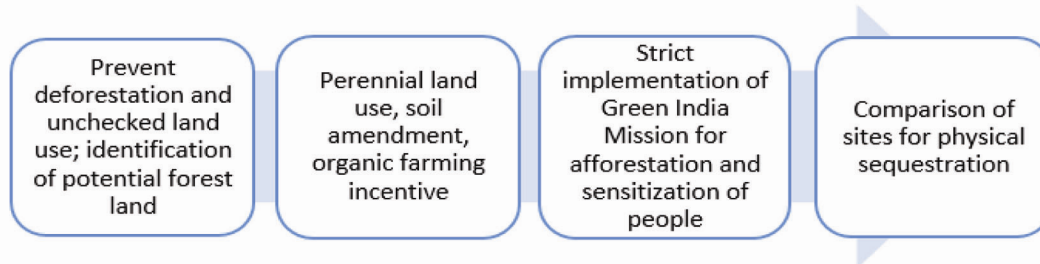 Prevent
deforestation and
unchecked land
use; identification
of potential forest
land
Perennial land
use, soil
amendment,
organic farming
incentive
Strict
implementation of
Green India
Mission for
afforestation and
sensitization of
people
Comparison of
sites for physical
sequestration